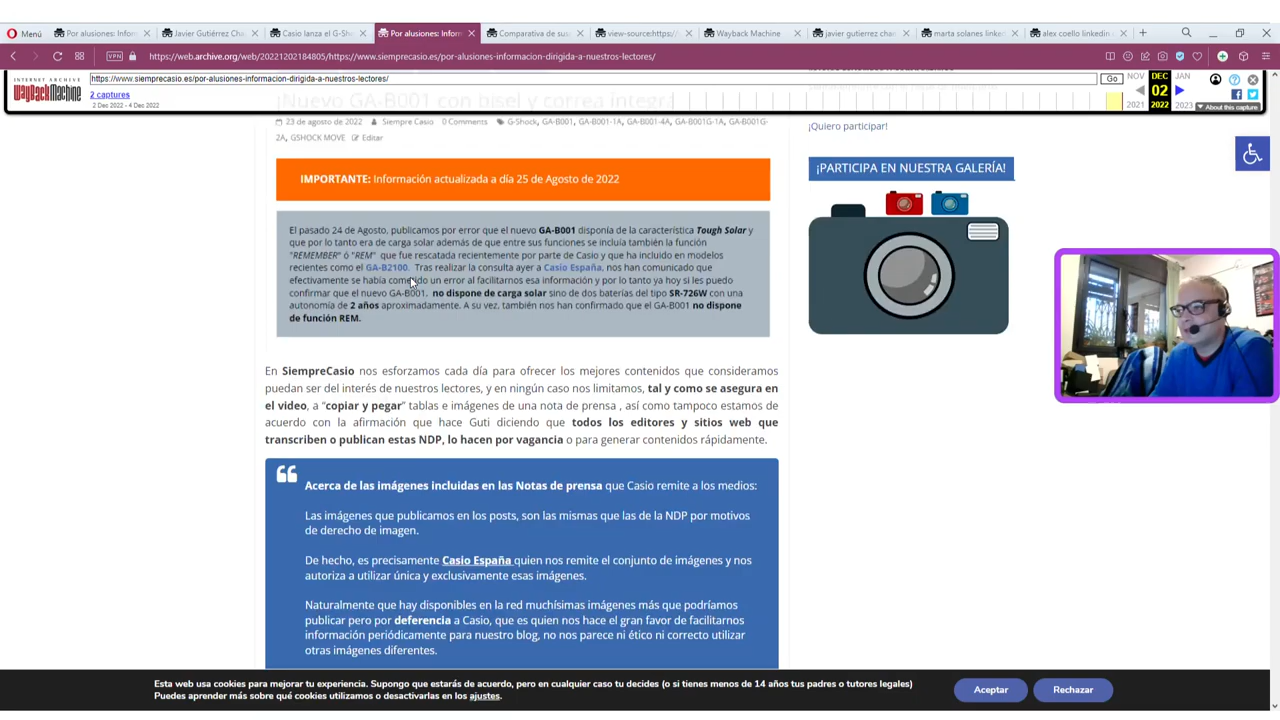 Menú
Por alusiones: Inform
Javier Gutiérrez Cha
Casio lanza el G-Sho
Por alusiones: Inform
Comparativa de sus
view-source:https:/
Wayback Machine
javier gutierrez cham
marta solanes linked
alex coello linkedin
VPN
https://web.archive.org/web/20221202184805/https://www.siemprecasio.es/por-alusiones-informacion-dirigida-a-nuestros-lectores/
INTERNET ARCHIVE
WayBackMachine
https://www.siemprecasio.es/por-alusiones-informacion-dirigida-a-nuestros-lectores/
Go
NOV DEC JAN
2 captures
02
2 Dec 2022 - 4 Dec 2022
2021 2022 2023
About this capture
¡Nuevo GA-B001 con bisel y correa integra
23 de agosto de 2022 Siempre Casio 0 Comments G-Shock, GA-B001, GA-B001-1A, GA-B001-4A, GA-B001G-1A, GA-B001G-
2A, GSHOCK MOVE Editar
¡Quiero participar!
IMPORTANTE: Información actualizada a día 25 de Agosto de 2022
¡PARTICIPA EN NUESTRA GALERÍA!
El pasado 24 de Agosto, publicamos por error que el nuevo GA-B001 disponía de la característica Tough Solar y
que por lo tanto era de carga solar además de que entre sus funciones se incluía también la función
"REMEMBER" ó "REM" que fue rescatada recientemente por parte de Casio y que ha incluido en modelos
recientes como el GA-B2100. Tras realizar la consulta ayer a Casio España, nos han comunicado que
efectivamente se había cometido un error al facilitarnos esa información y por lo tanto ya hoy si les puedo
confirmar que el nuevo GA-B001, no dispone de carga solar sino de dos baterías del tipo SR-726W con una
autonomía de 2 años aproximadamente. A su vez, también nos han confirmado que el GA-B001 no dispone
de función REM.
En SiempreCasio nos esforzamos cada día para ofrecer los mejores contenidos que consideramos
puedan ser del interés de nuestros lectores, y en ningún caso nos limitamos, tal y como se asegura en
el video, a “copiar y pegar” tablas e imágenes de una nota de prensa , así como tampoco estamos de
acuerdo con la afirmación que hace Guti diciendo que todos los editores y sitios web que
transcriben o publican estas NDP, lo hacen por vagancia o para generar contenidos rápidamente.
Acerca de las imágenes incluidas en las Notas de prensa que Casio remite a los medios:
Las imágenes que publicamos en los posts, son las mismas que las de la NDP por motivos
de derecho de imagen.
De hecho, es precisamente Casio España quien nos remite el conjunto de imágenes y nos
autoriza a utilizar única y exclusivamente esas imágenes.
Naturalmente que hay disponibles en la red muchísimas imágenes más que podríamos
publicar pero por deferencia a Casio, que es quien nos hace el gran favor de facilitarnos
información periódicamente para nuestro blog, no nos parece ni ético ni correcto utilizar
otras imágenes diferentes.
Esta web usa cookies para mejorar tu experiencia. Supongo que estarás de acuerdo, pero en cualquier caso tu decides (o si tienes menos de 14 años tus padres o tutores legales)
Puedes aprender más sobre qué cookies utilizamos o desactivarlas en los ajustes.
Aceptar
Rechazar